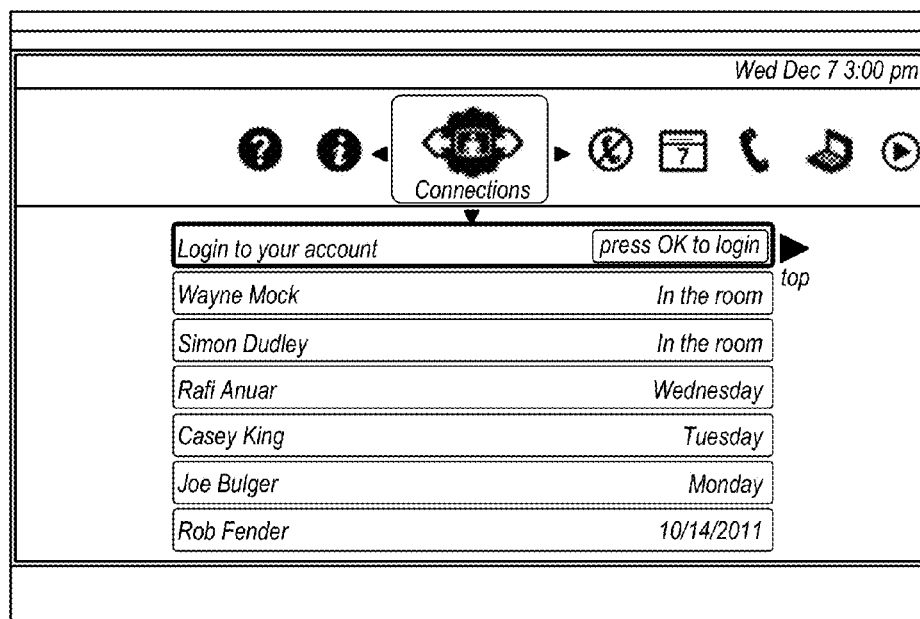 Wed Dec 7 3:00 pm
? i 7
Connections
Login to your account press OK to login
top
Wayne Mock In the room
Simon Dudley In the room
Rafi Anuar Wednesday
Casey King Tuesday
Joe Bulger Monday
Rob Fender 10/14/2011